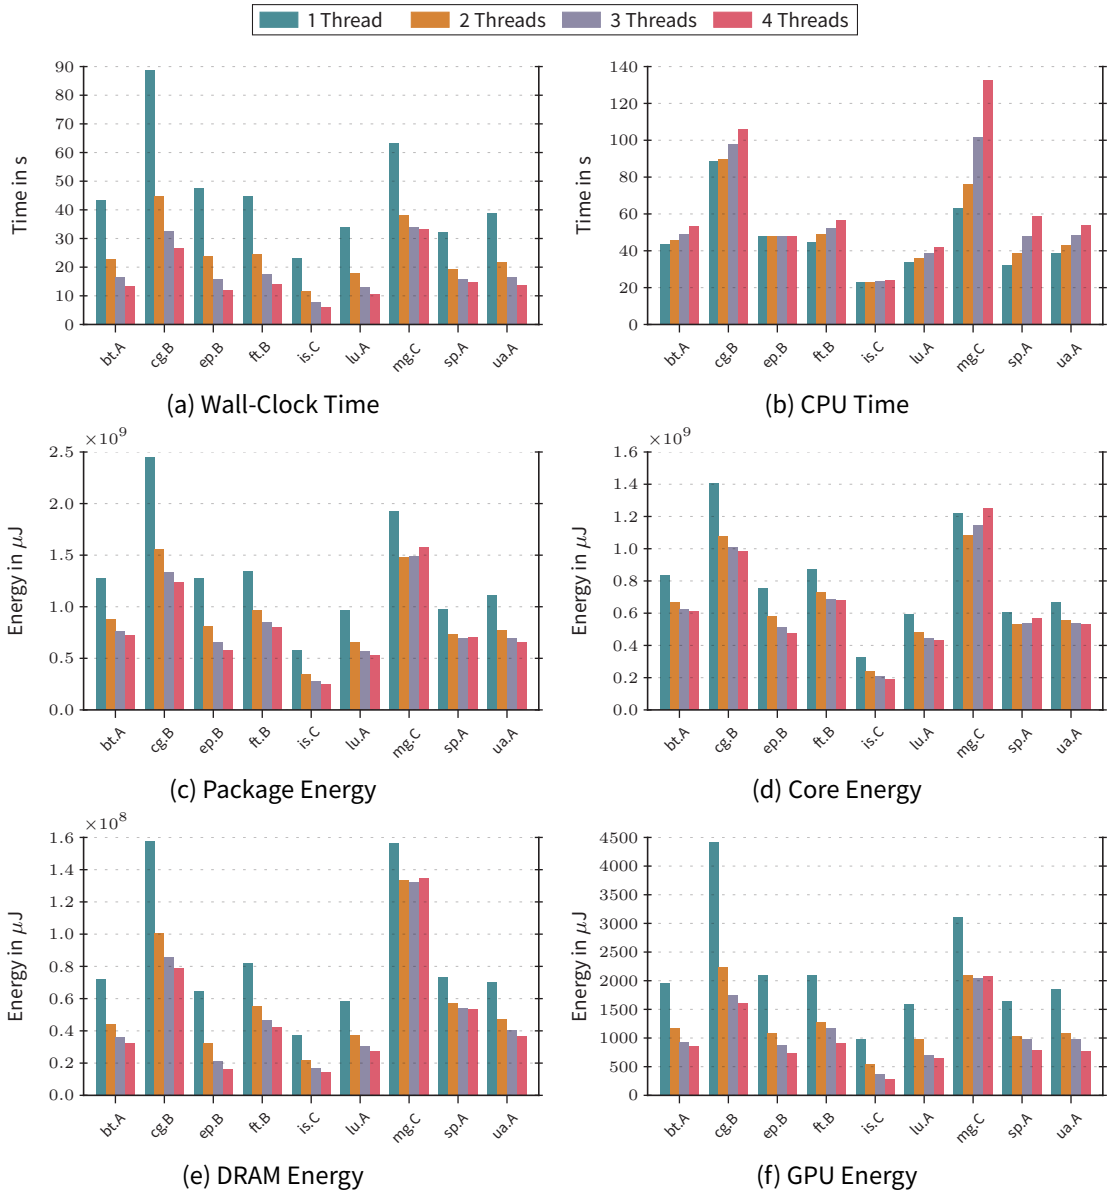 1 Thread 2 Threads 3 Threads 4 Threads
90
80
70
60
50
40
30
20
10
0
Time in s
bt.A cg.B ep.B ft.B is.C lu.A mg.C sp.A ua.A
(a) Wall-Clock Time
140
120
100
80
60
40
20
0
Time in s
bt.A cg.B ep.B ft.B is.C lu.A mg.C sp.A ua.A
(b) CPU Time
×10⁹
2.5
2.0
1.5
1.0
0.5
0.0
Energy in μJ
bt.A cg.B ep.B ft.B is.C lu.A mg.C sp.A ua.A
(c) Package Energy
×10⁹
1.6
1.4
1.2
1.0
0.8
0.6
0.4
0.2
0.0
Energy in μJ
bt.A cg.B ep.B ft.B is.C lu.A mg.C sp.A ua.A
(d) Core Energy
×10⁸
1.6
1.4
1.2
1.0
0.8
0.6
0.4
0.2
0.0
Energy in μJ
bt.A cg.B ep.B ft.B is.C lu.A mg.C sp.A ua.A
(e) DRAM Energy
4500
4000
3500
3000
2500
2000
1500
1000
500
0
Energy in μJ
bt.A cg.B ep.B ft.B is.C lu.A mg.C sp.A ua.A
(f) GPU Energy